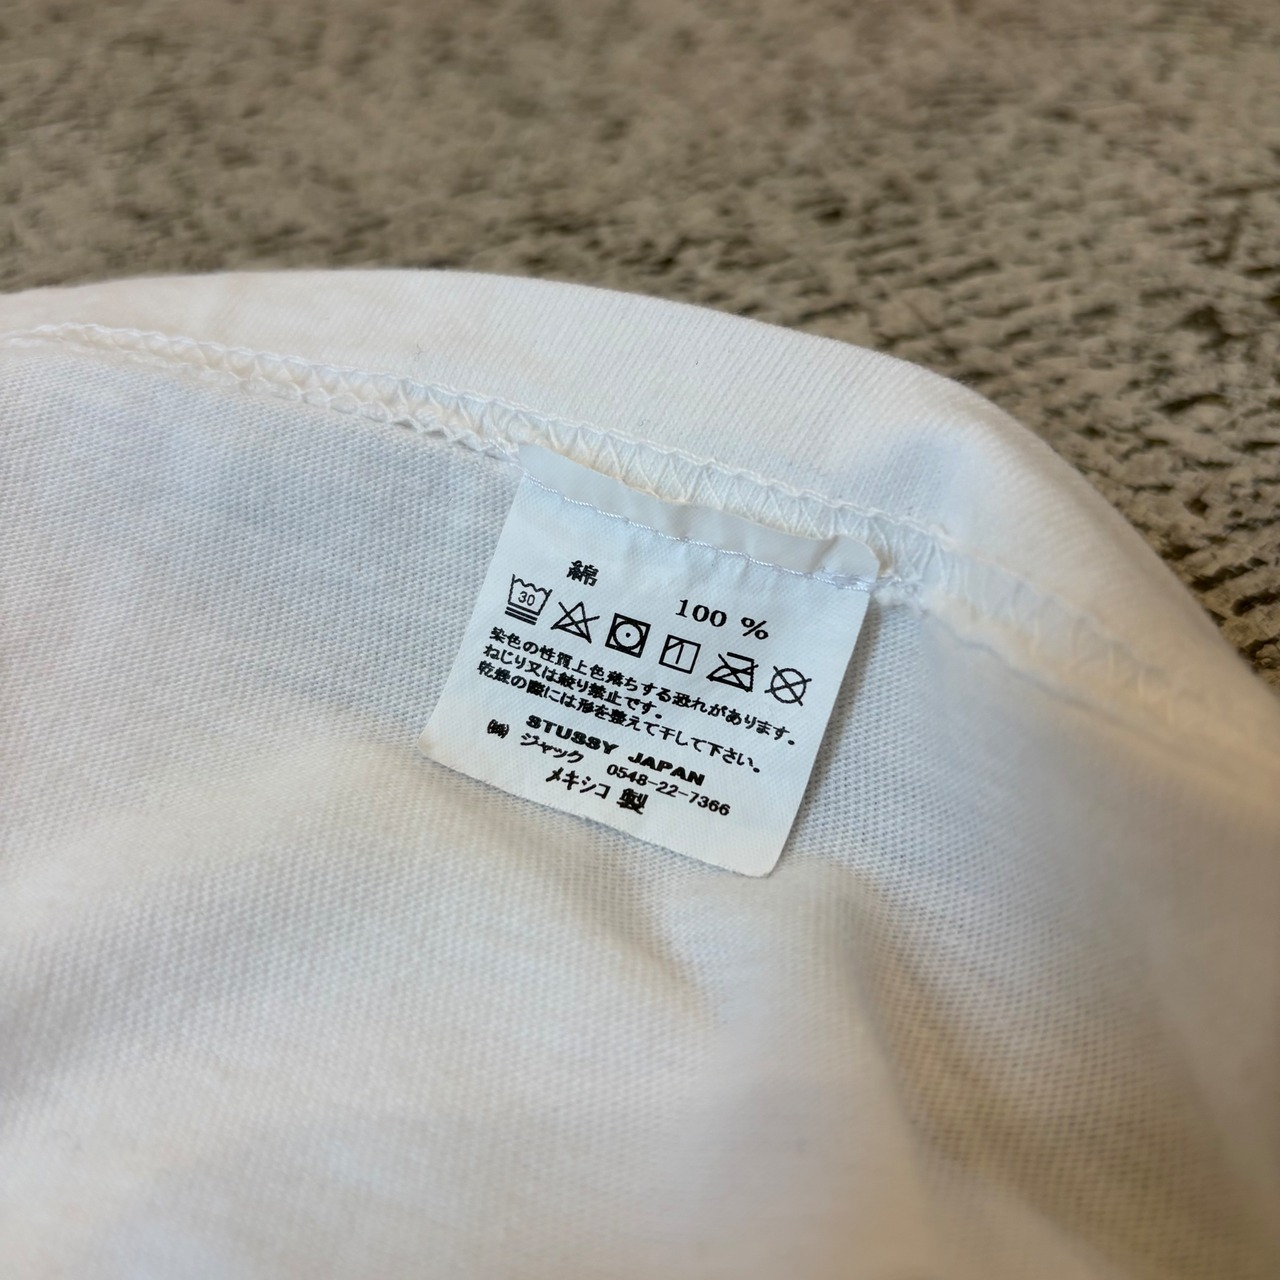 綿 100 %
30
染色の性質上色落ちする恐れがあります。
ねじり又は絞り禁止です。
乾燥の際には形を整えて干して下さい。
STUSSY JAPAN
㈱ ジャック 0548-22-7366
メキシコ 製